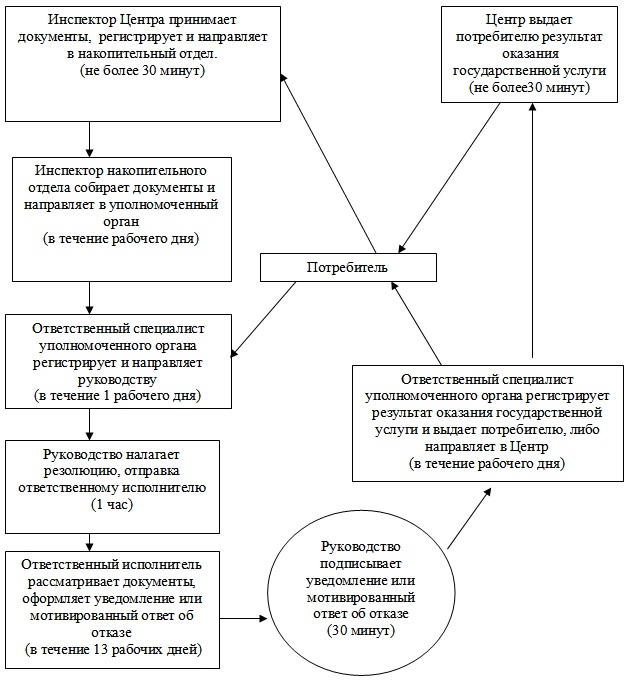 Инспектор Центра принимает
документы,  регистрирует и направляет
в накопительный отдел.
(не более 30 минут)
Центр выдает
потребителю результат
оказания
государственной услуги
(не более30 минут)
Инспектор накопительного
отдела собирает документы и
направляет в уполномоченный
орган
(в течение рабочего дня)
Потребитель
Ответственный специалист
уполномоченного органа
регистрирует и направляет
руководству
(в течение 1 рабочего дня)
Ответственный специалист
уполномоченного органа регистрирует
результат оказания государственной
услуги и выдает потребителю, либо
направляет в Центр
(в течение рабочего дня)
Руководство налагает
резолюцию, отправка
ответственному исполнителю
(1 час)
Руководство
подписывает
уведомление или
мотивированный
ответ об отказе
(30 минут)
Ответственный исполнитель
рассматривает документы,
оформляет уведомление или
мотивированный ответ об
отказе
(в течение 13 рабочих дней)